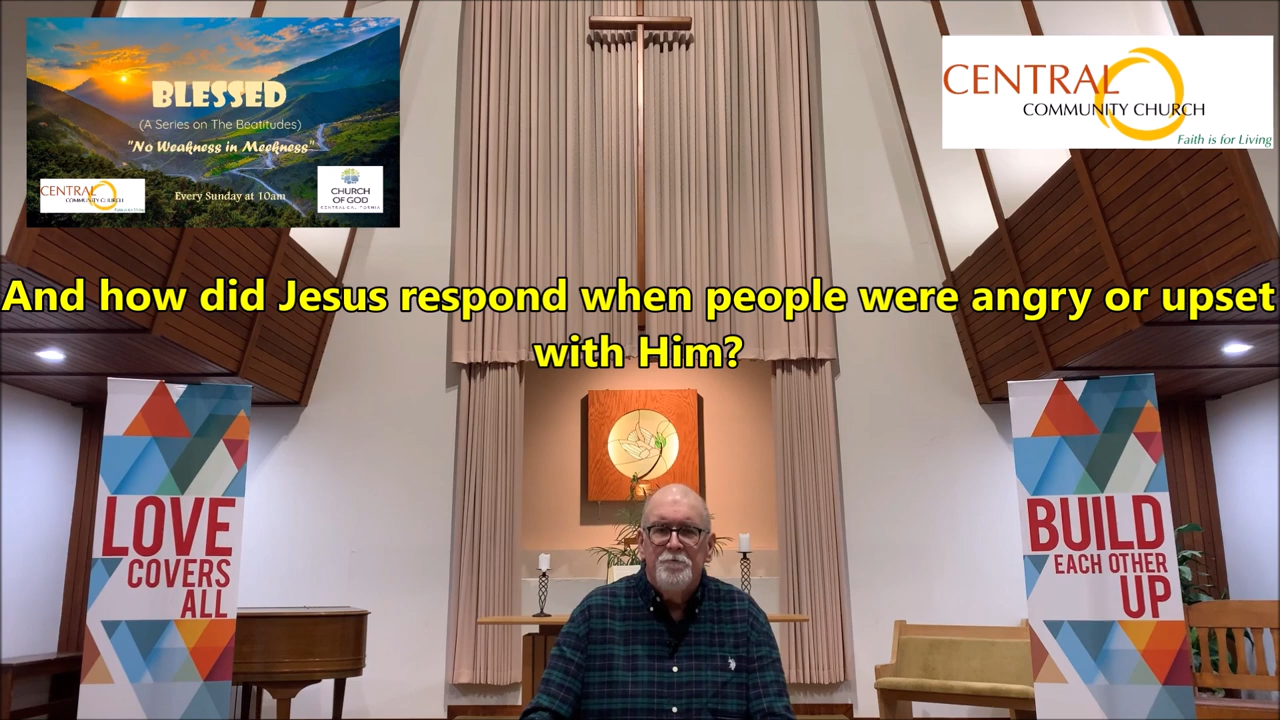 BLESSED
(A Series on The Beatitudes)
"No Weakness in Meekness"
CENTRAL
COMMUNITY CHURCH
Every Sunday at 10am
CHURCH
OF GOD
CENTRAL CALIFORNIA
CENTRAL
COMMUNITY CHURCH
Faith is for Living
And how did Jesus respond when people were angry or upset
with Him?
LOVE
COVERS
ALL
BUILD
EACH OTHER
UP